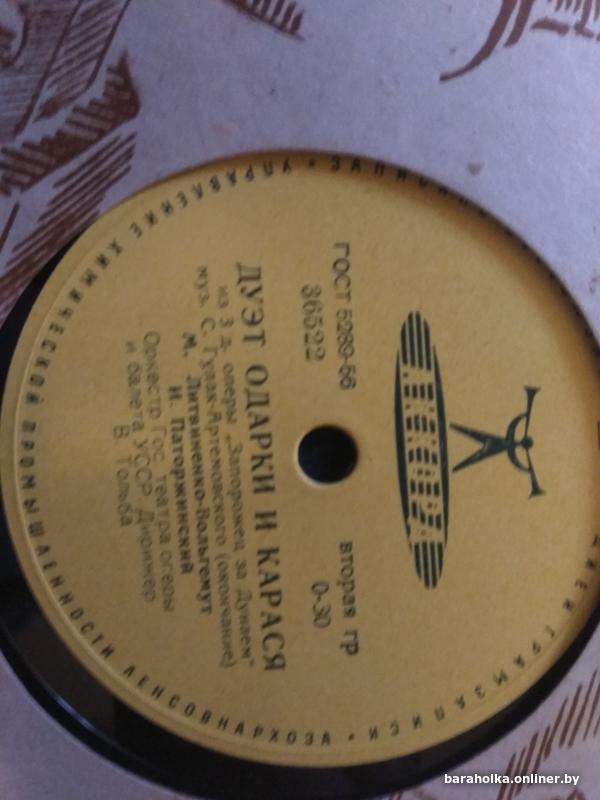 УПРАВЛЕНИЕ ХИМИЧЕСКОЙ ПРОМЫШЛЕННОСТИ ЛЕНСОВНАРХОЗА •
ГРАМЗАПИСИ •
ГОСТ 5289-56
36522
вторая гр
0-30
ДУЭТ ОДАРКИ И КАРАСЯ
из 3 д. оперы „Запорожец за Дунаем"
муз. С. Гулак-Артемовского (окончание)
М. Литвиненко-Вольгемут
И. Паторжинский
Оркестр Гос. театра оперы
и балета УССР Дирижер
В. Тольба
baraholka.onliner.by